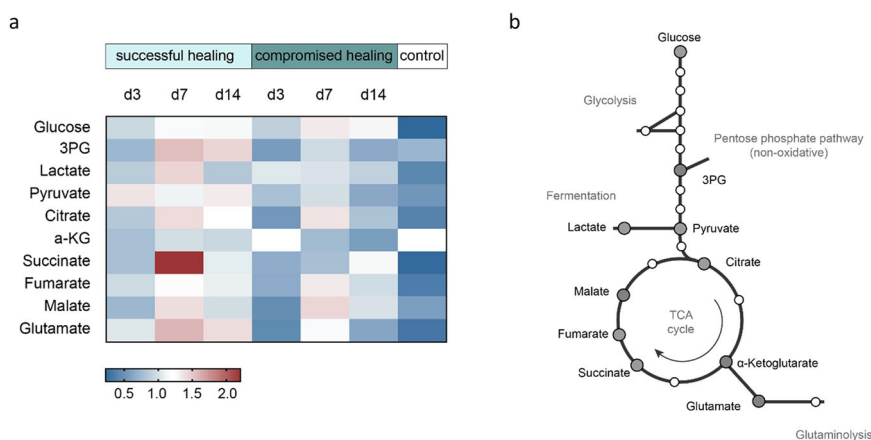 a
successful healing compromised healing control
d3 d7 d14 d3 d7 d14
Glucose
3PG
Lactate
Pyruvate
Citrate
a-KG
Succinate
Fumarate
Malate
Glutamate
0.5 1.0 1.5 2.0
b
Glucose
Glycolysis
Pentose phosphate pathway
(non-oxidative)
3PG
Fermentation
Lactate
Pyruvate
Citrate
Malate
TCA
cycle
Fumarate
Succinate
α-Ketoglutarate
Glutamate
Glutaminolysis